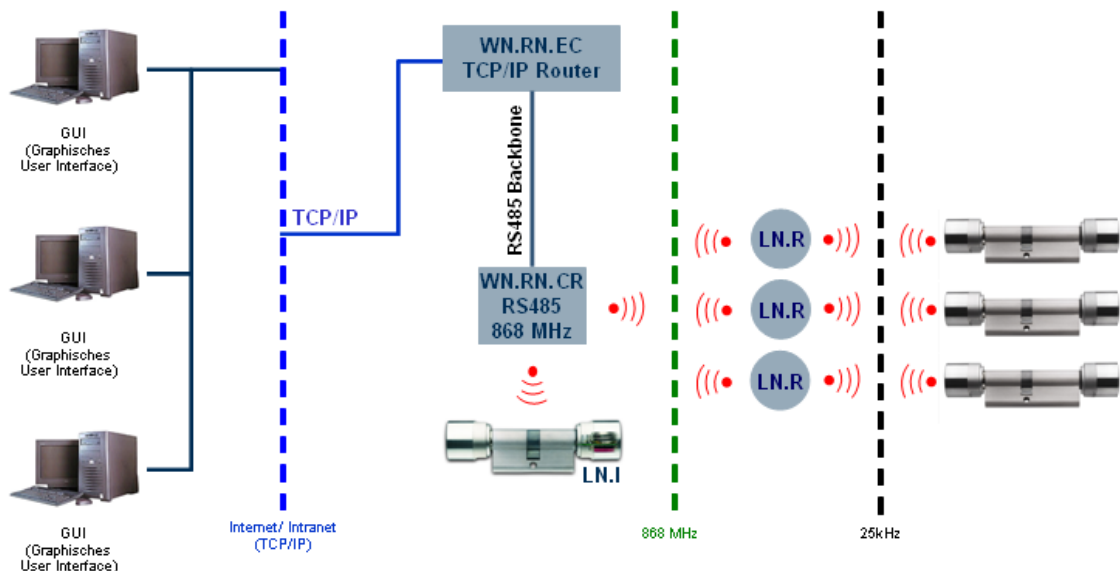 GUI
(Graphisches
User Interface)
GUI
(Graphisches
User Interface)
GUI
(Graphisches
User Interface)
Internet/ Intranet
(TCP/IP)
TCP/IP
WN.RN.EC
TCP/IP Router
RS485 Backbone
WN.RN.CR
RS485
868 MHz
LN.I
868 MHz
LN.R
LN.R
LN.R
25kHz